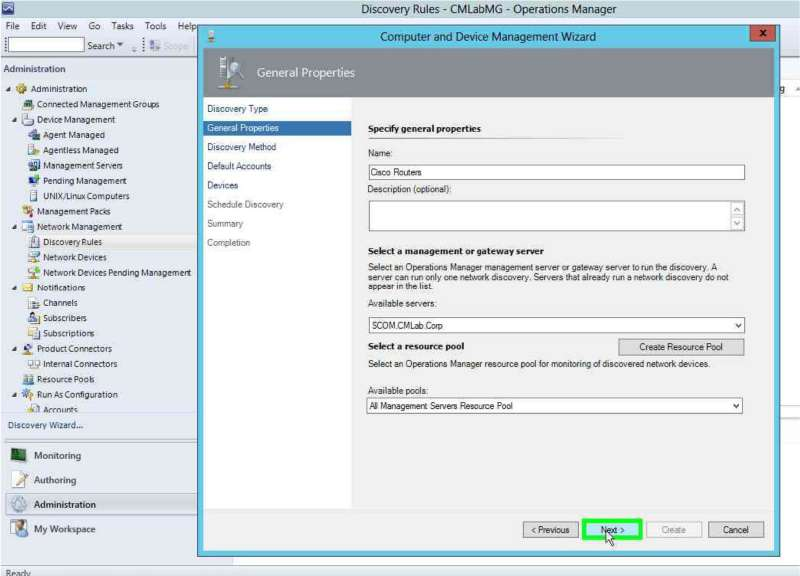 Discovery Rules - CMLabMG - Operations Manager
File Edit View Go Tasks Tools Help
Search
Scope
Administration
Administration
Connected Management Groups
Device Management
Agent Managed
Agentless Managed
Management Servers
Pending Management
UNIX/Linux Computers
Management Packs
Network Management
Discovery Rules
Network Devices
Network Devices Pending Management
Notifications
Channels
Subscribers
Subscriptions
Product Connectors
Internal Connectors
Resource Pools
Run As Configuration
Accounts
Discovery Wizard...
Monitoring
Authoring
Administration
My Workspace
Ready
Computer and Device Management Wizard
x
General Properties
Discovery Type
General Properties
Discovery Method
Default Accounts
Devices
Schedule Discovery
Summary
Completion
Specify general properties
Name:
Cisco Routers
Description (optional):
Select a management or gateway server
Select an Operations Manager management server or gateway server to run the discovery. A
server can run only one network discovery. Servers that already run a network discovery do not
appear in the list.
Available servers:
SCOM.CMLab.Corp
Select a resource pool
Create Resource Pool
Select an Operations Manager resource pool for monitoring of discovered network devices.
Available pools:
All Management Servers Resource Pool
< Previous
Next >
Create
Cancel